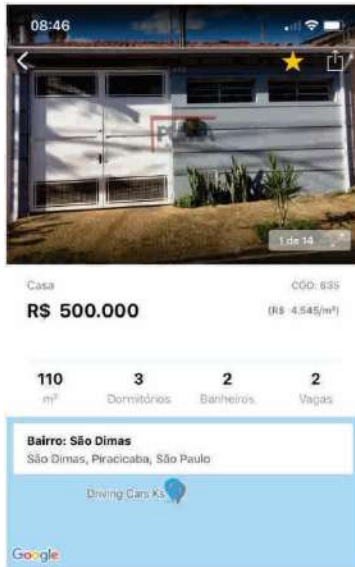 08:46
1 de 14
Casa
CÓD: 635
R$ 500.000
(R$ 4.545/m²)
110
3
2
2
m²
Dormitórios
Banheiros
Vagas
Bairro: São Dimas
São Dimas, Piracicaba, São Paulo
Driving Cars Ks
Google